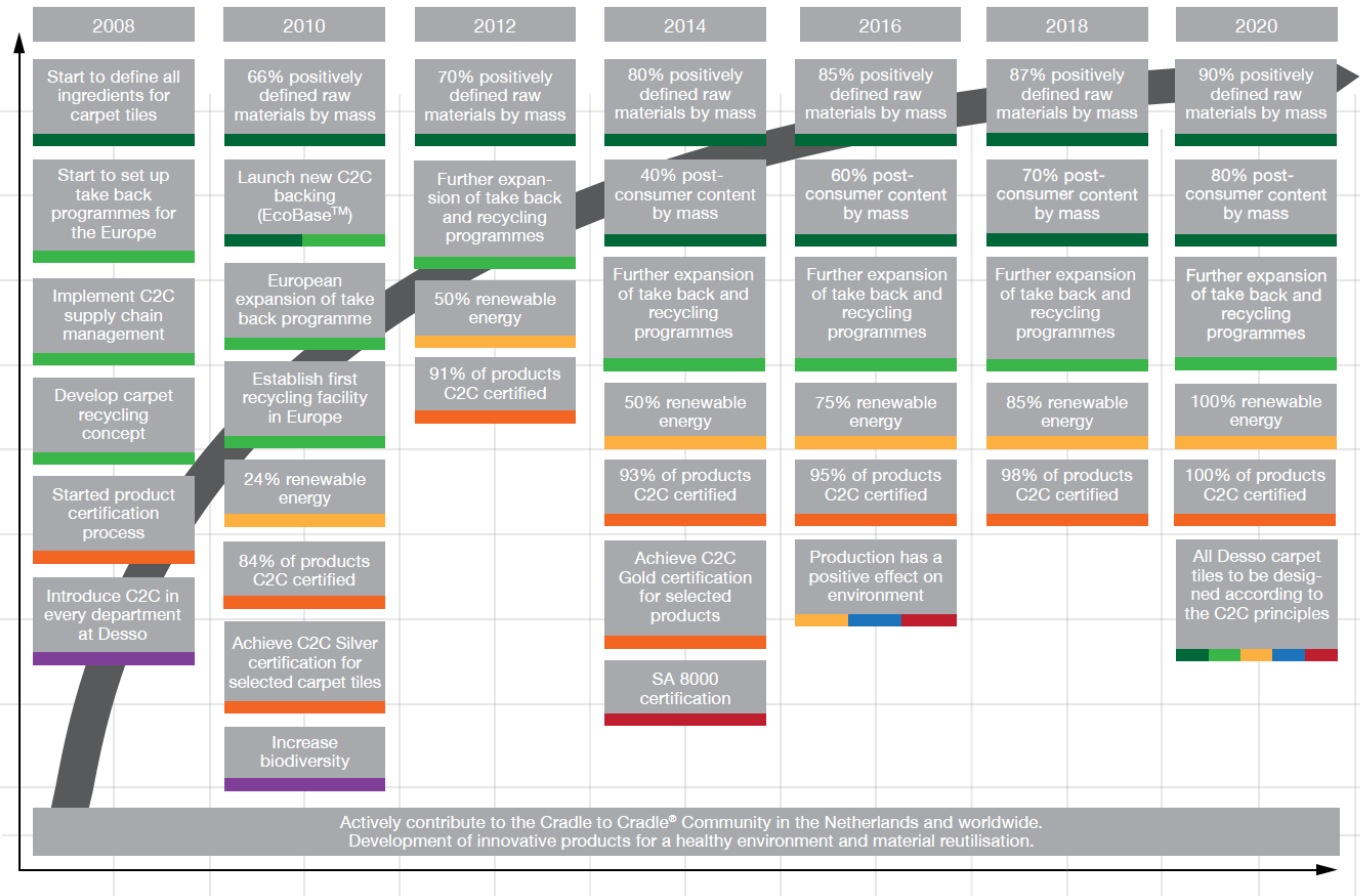 2008
2010
2012
2014
2016
2018
2020
Start to define all
ingredients for
carpet tiles
Start to set up
take back
programmes for
the Europe
Implement C2C
supply chain
management
Develop carpet
recycling
concept
Started product
certification
process
Introduce C2C in
every department
at Desso
66% positively
defined raw
materials by mass
Launch new C2C
backing
(EcoBase™)
European
expansion of take
back programme
Establish first
recycling facility
in Europe
24% renewable
energy
84% of products
C2C certified
Achieve C2C Silver
certification for
selected carpet tiles
Increase
biodiversity
70% positively
defined raw
materials by mass
Further expan-
sion of take back
and recycling
programmes
50% renewable
energy
91% of products
C2C certified
80% positively
defined raw
materials by mass
40% post-
consumer content
by mass
Further expansion
of take back and
recycling
programmes
50% renewable
energy
93% of products
C2C certified
Achieve C2C
Gold certification
for selected
products
SA 8000
certification
85% positively
defined raw
materials by mass
60% post-
consumer content
by mass
Further expansion
of take back and
recycling
programmes
75% renewable
energy
95% of products
C2C certified
Production has a
positive effect on
environment
87% positively
defined raw
materials by mass
70% post-
consumer content
by mass
Further expansion
of take back and
recycling
programmes
85% renewable
energy
98% of products
C2C certified
90% positively
defined raw
materials by mass
80% post-
consumer content
by mass
Further expansion
of take back and
recycling
programmes
100% renewable
energy
100% of products
C2C certified
All Desso carpet
tiles to be desig-
ned according to
the C2C principles
Actively contribute to the Cradle to Cradle® Community in the Netherlands and worldwide.
Development of innovative products for a healthy environment and material reutilisation.